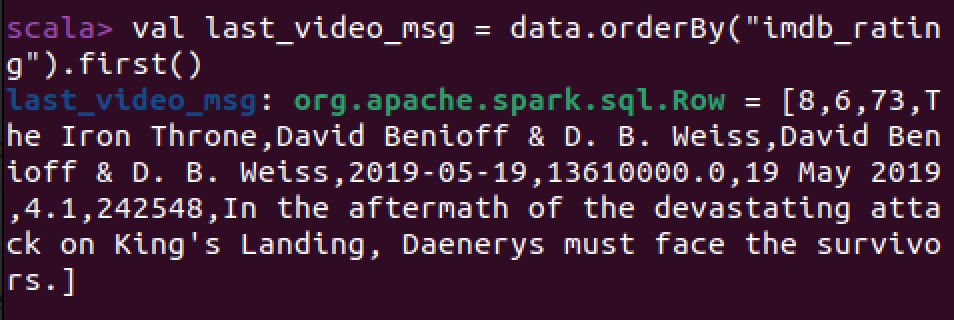 scala> val last_video_msg = data.orderBy("imdb_ratin
g").first()
last_video_msg: org.apache.spark.sql.Row = [8,6,73,T
he Iron Throne,David Benioff & D. B. Weiss,David Ben
ioff & D. B. Weiss,2019-05-19,13610000.0,19 May 2019
,4.1,242548,In the aftermath of the devastating atta
ck on King's Landing, Daenerys must face the survivo
rs.]